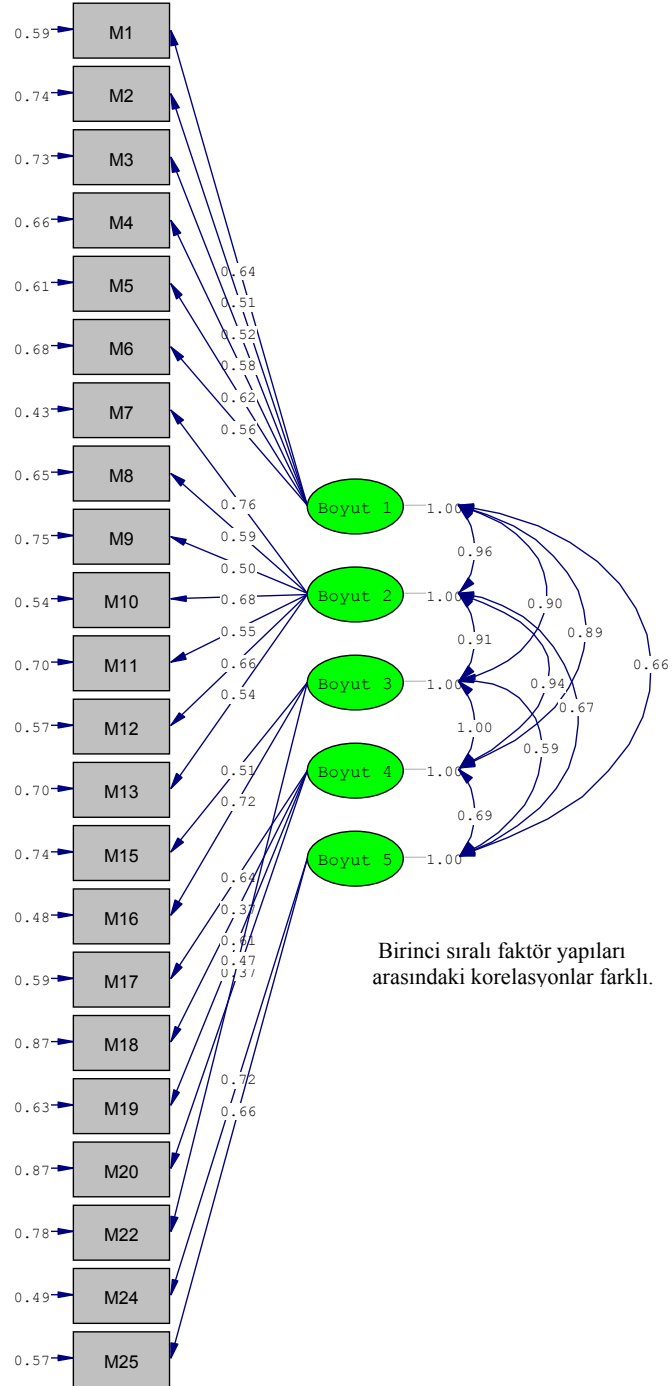 0.59 M1
0.74 M2
0.73 M3
0.66 M4
0.61 M5
0.68 M6
0.43 M7
0.65 M8
0.75 M9
0.54 M10
0.70 M11
0.57 M12
0.70 M13
0.74 M15
0.48 M16
0.59 M17
0.87 M18
0.63 M19
0.87 M20
0.78 M22
0.49 M24
0.57 M25
0.64
0.51
0.52
0.58
0.62
0.56
0.76
0.59
0.50
0.68
0.55
0.66
0.54
0.51
0.72
0.64
0.37
0.61
0.47
0.37
0.72
0.66
Boyut 1 1.00
Boyut 2 1.00
Boyut 3 1.00
Boyut 4 1.00
Boyut 5 1.00
0.96
0.90
0.89
0.66
0.91
0.94
0.67
1.00
0.59
0.69
Birinci sıralı faktör yapıları
arasındaki korelasyonlar farklı.